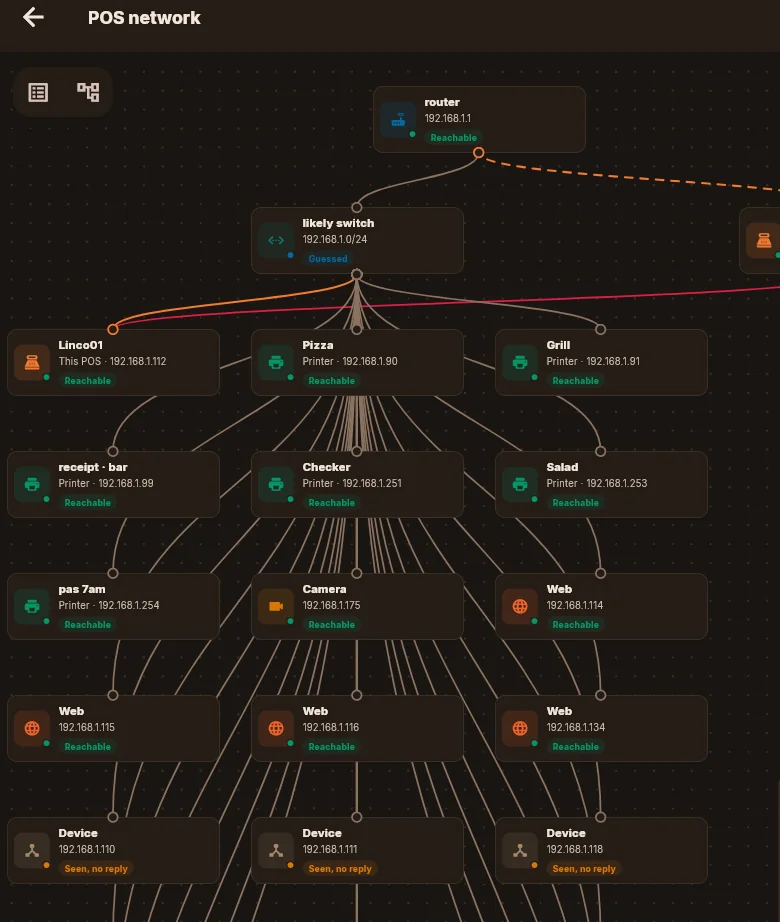 POS network
router
192.168.1.1
Reachable
likely switch
192.168.1.0/24
Guessed
Linco01
This POS · 192.168.1.112
Reachable
Pizza
Printer · 192.168.1.90
Reachable
Grill
Printer · 192.168.1.91
Reachable
receipt · bar
Printer · 192.168.1.99
Reachable
Checker
Printer · 192.168.1.251
Reachable
Salad
Printer · 192.168.1.253
Reachable
pas 7am
Printer · 192.168.1.254
Reachable
Camera
192.168.1.175
Reachable
Web
192.168.1.114
Reachable
Web
192.168.1.115
Reachable
Web
192.168.1.116
Reachable
Web
192.168.1.134
Reachable
Device
192.168.1.110
Seen, no reply
Device
192.168.1.111
Seen, no reply
Device
192.168.1.118
Seen, no reply